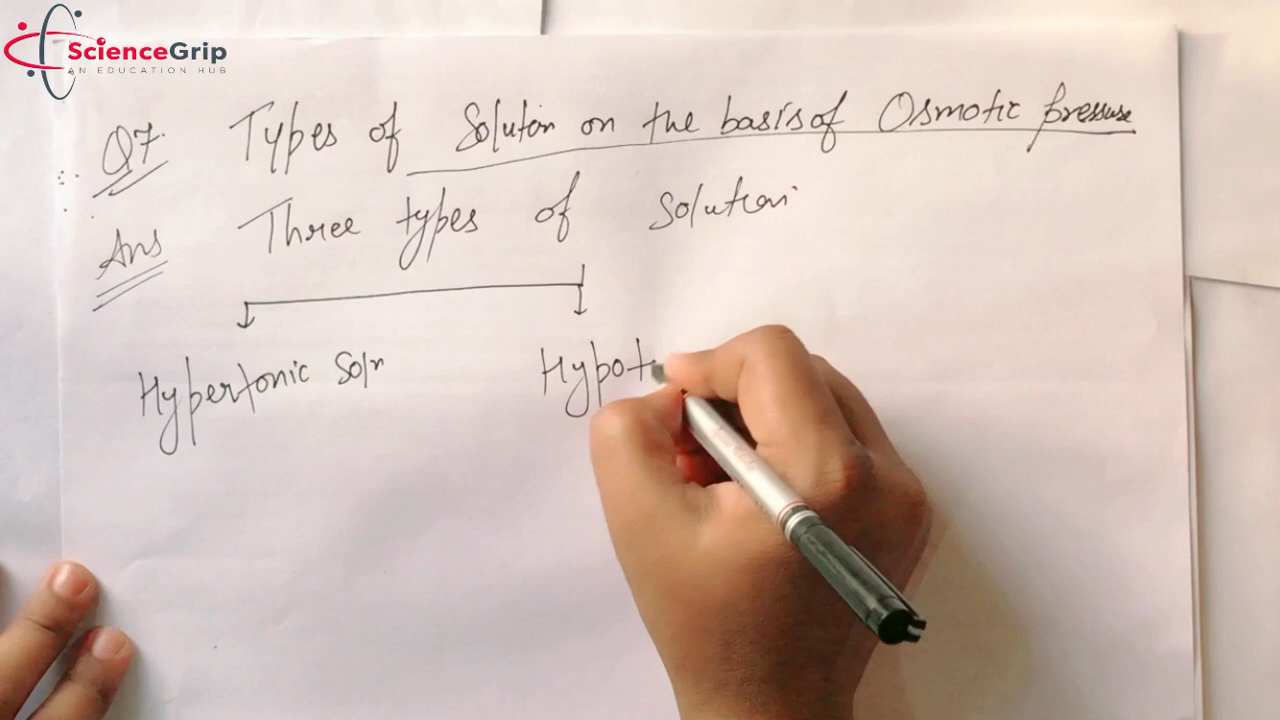 ScienceGrip
AN EDUCATION HUB
Q7. Types of Solution on the basis of Osmotic pressure
Ans Three types of Solution
Hypertonic Soln Hypot